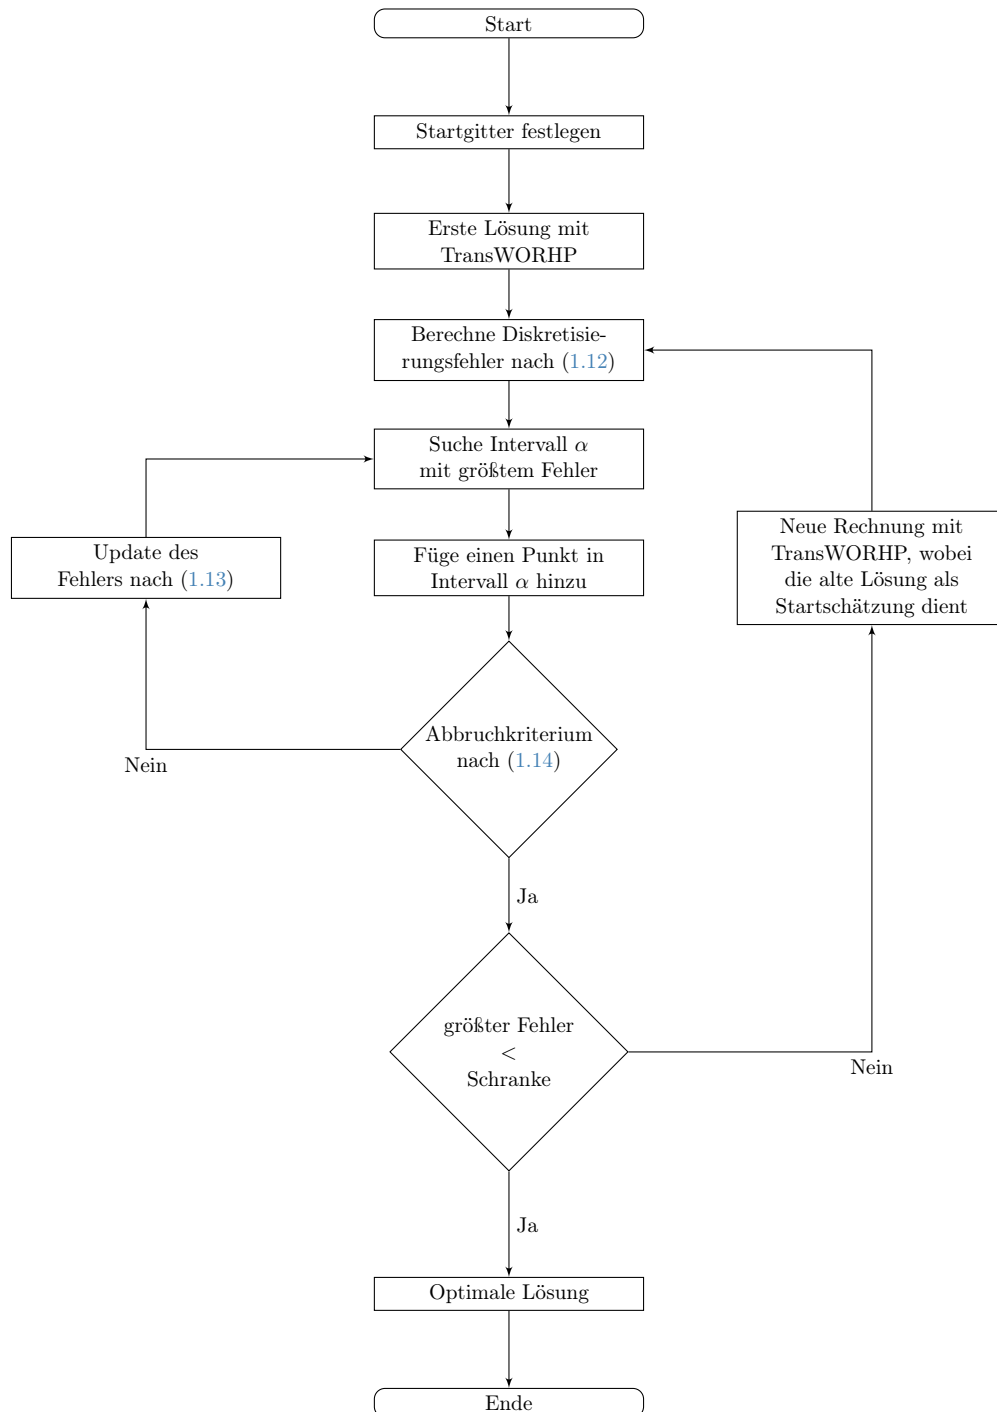 Start
Startgitter festlegen
Erste Lösung mit
TransWORHP
Berechne Diskretisie-
rungsfehler nach (1.12)
Suche Intervall α
mit größtem Fehler
Update des
Fehlers nach (1.13)
Füge einen Punkt in
Intervall α hinzu
Neue Rechnung mit
TransWORHP, wobei
die alte Lösung als
Startschätzung dient
Abbruchkriterium
nach (1.14)
Nein
Ja
größter Fehler
<
Schranke
Nein
Ja
Optimale Lösung
Ende